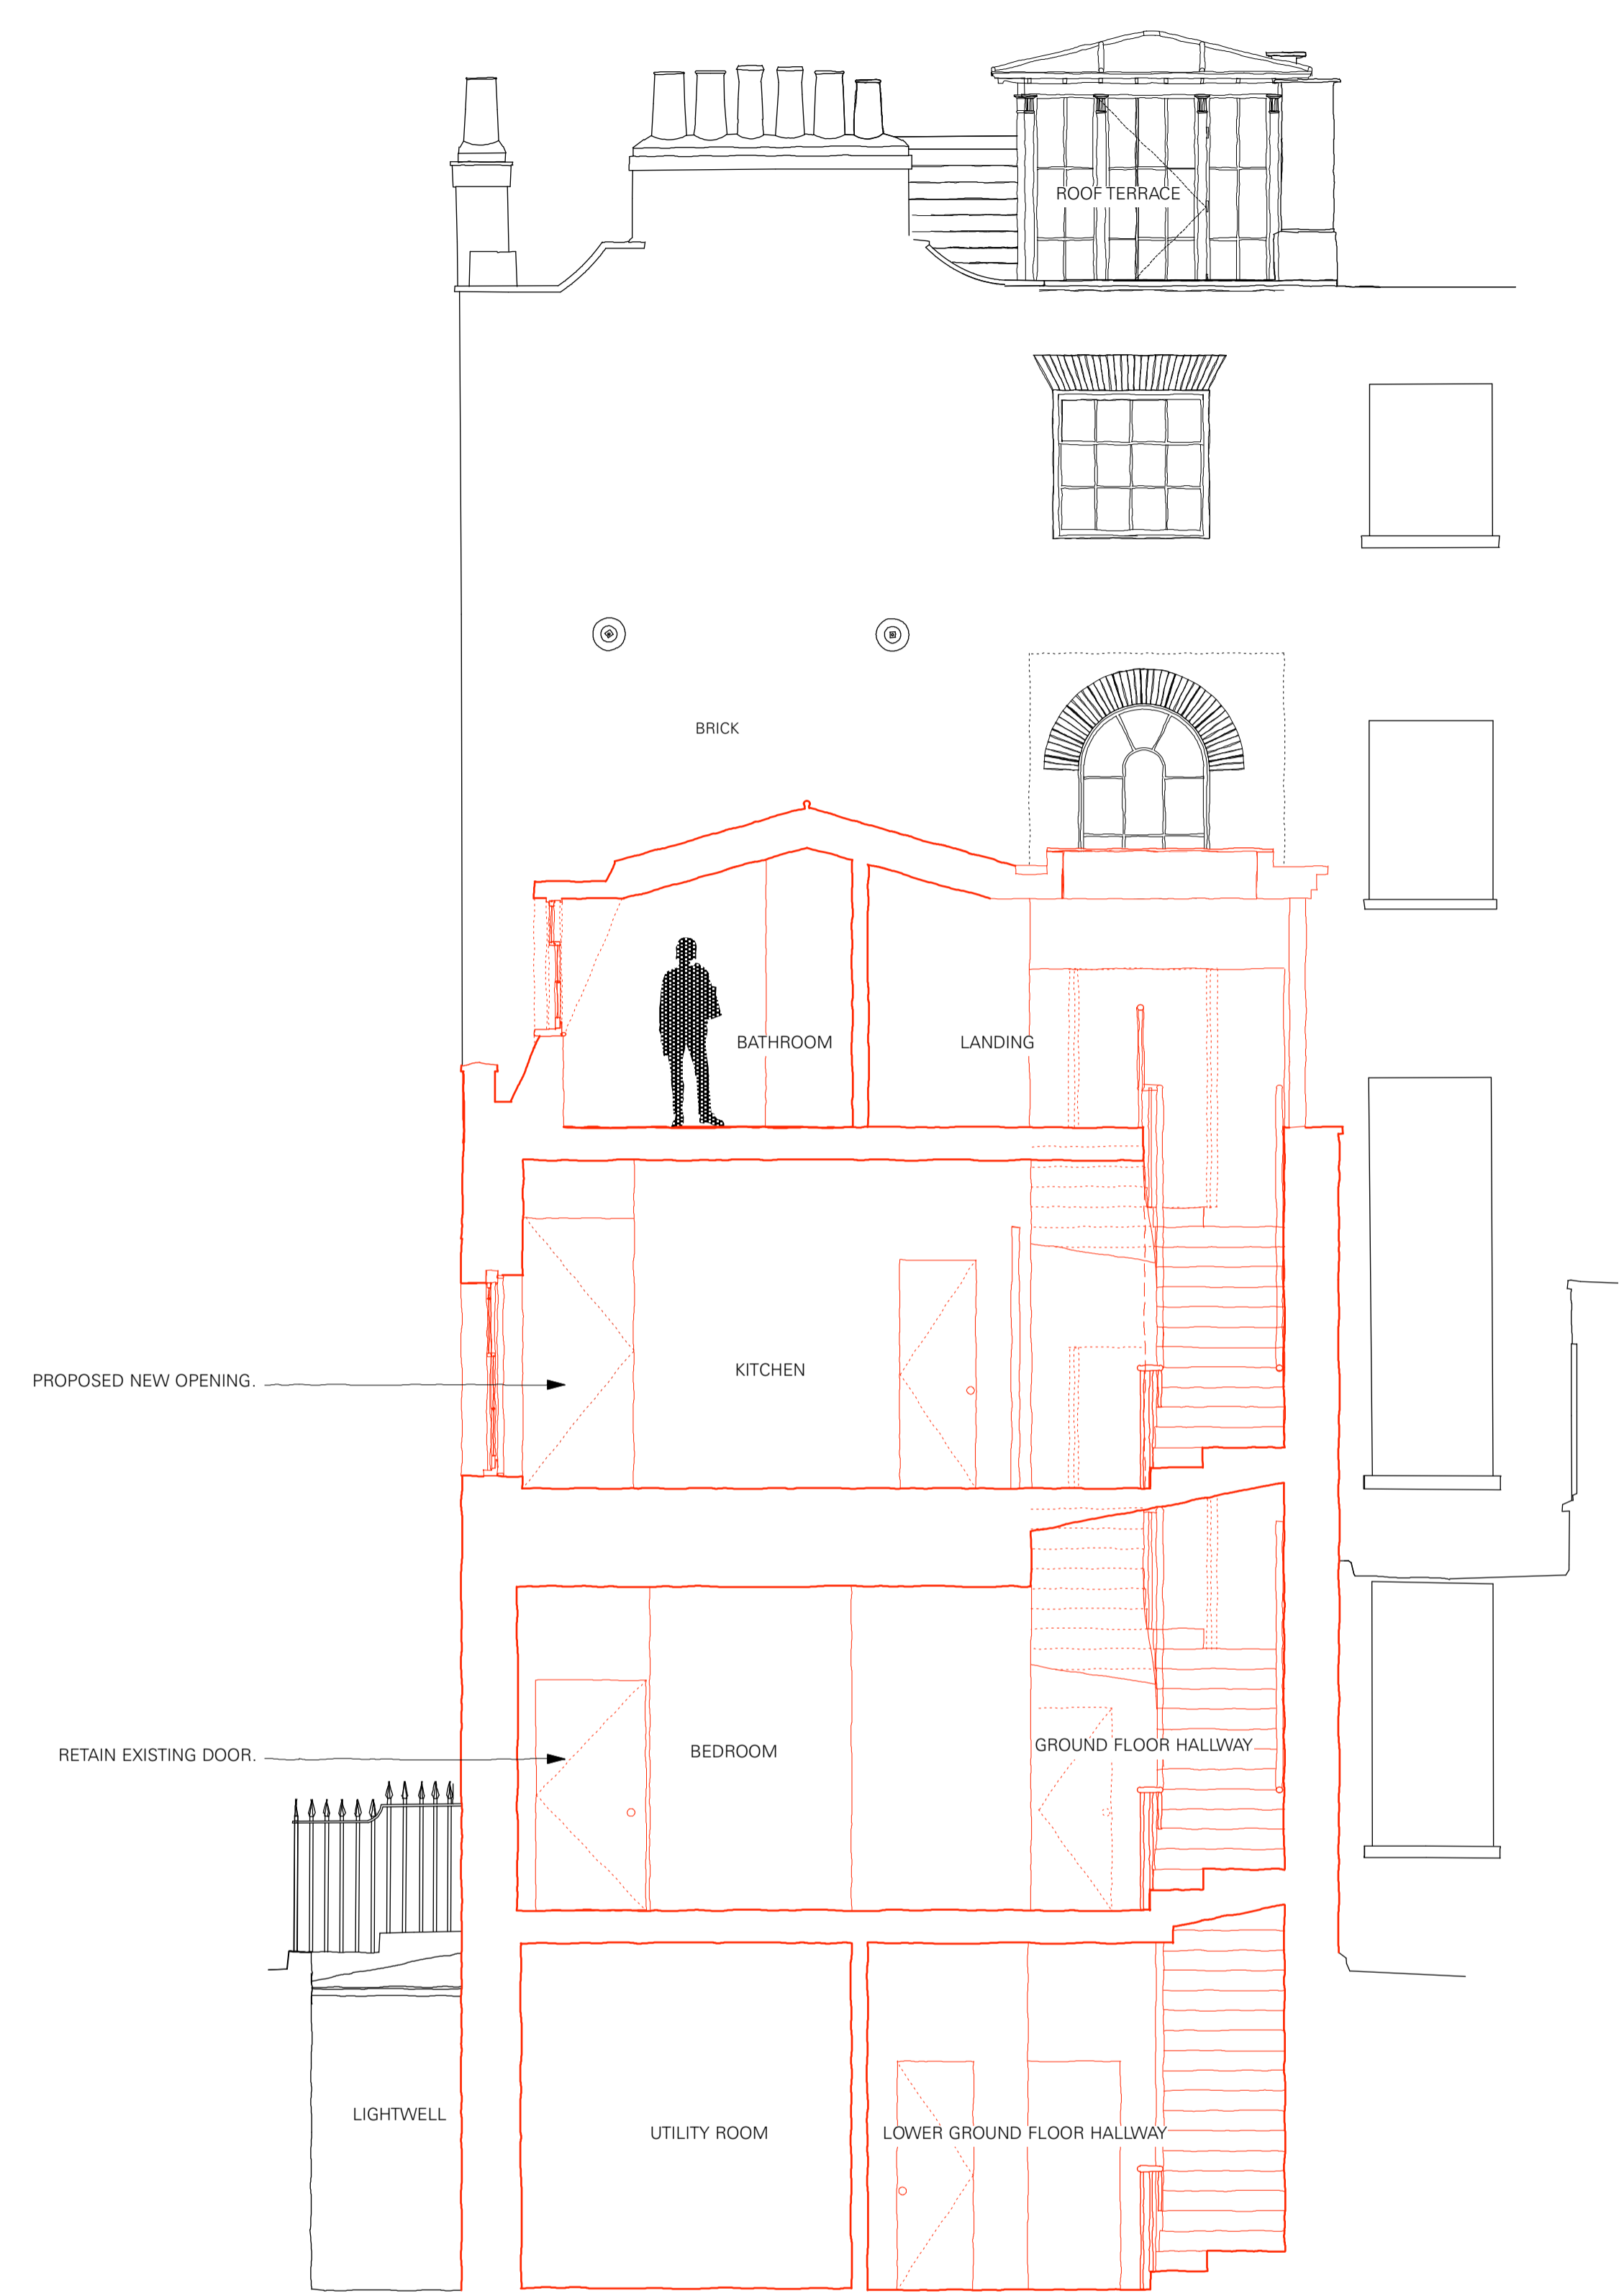 ROOF TERRACE
BRICK
BATHROOM
LANDING
KITCHEN
PROPOSED NEW OPENING.
GROUND FLOOR HALLWAY
BEDROOM
RETAIN EXISTING DOOR.
LIGHTWELL
UTILITY ROOM
LOWER GROUND FLOOR HALLWAY